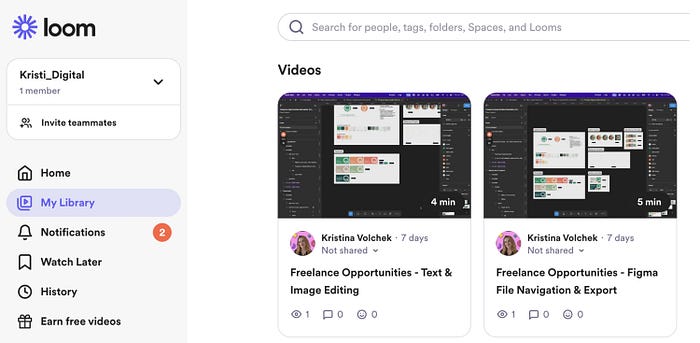 loom
Search for people, tags, folders, Spaces, and Looms
Kristi_Digital
1 member
Invite teammates
Home
My Library
Notifications 2
Watch Later
History
Earn free videos
Videos
4 min
Kristina Volchek · 7 days
Not shared
Freelance Opportunities - Text &
Image Editing
1 0 0
5 min
Kristina Volchek · 7 days
Not shared
Freelance Opportunities - Figma
File Navigation & Export
1 0 0